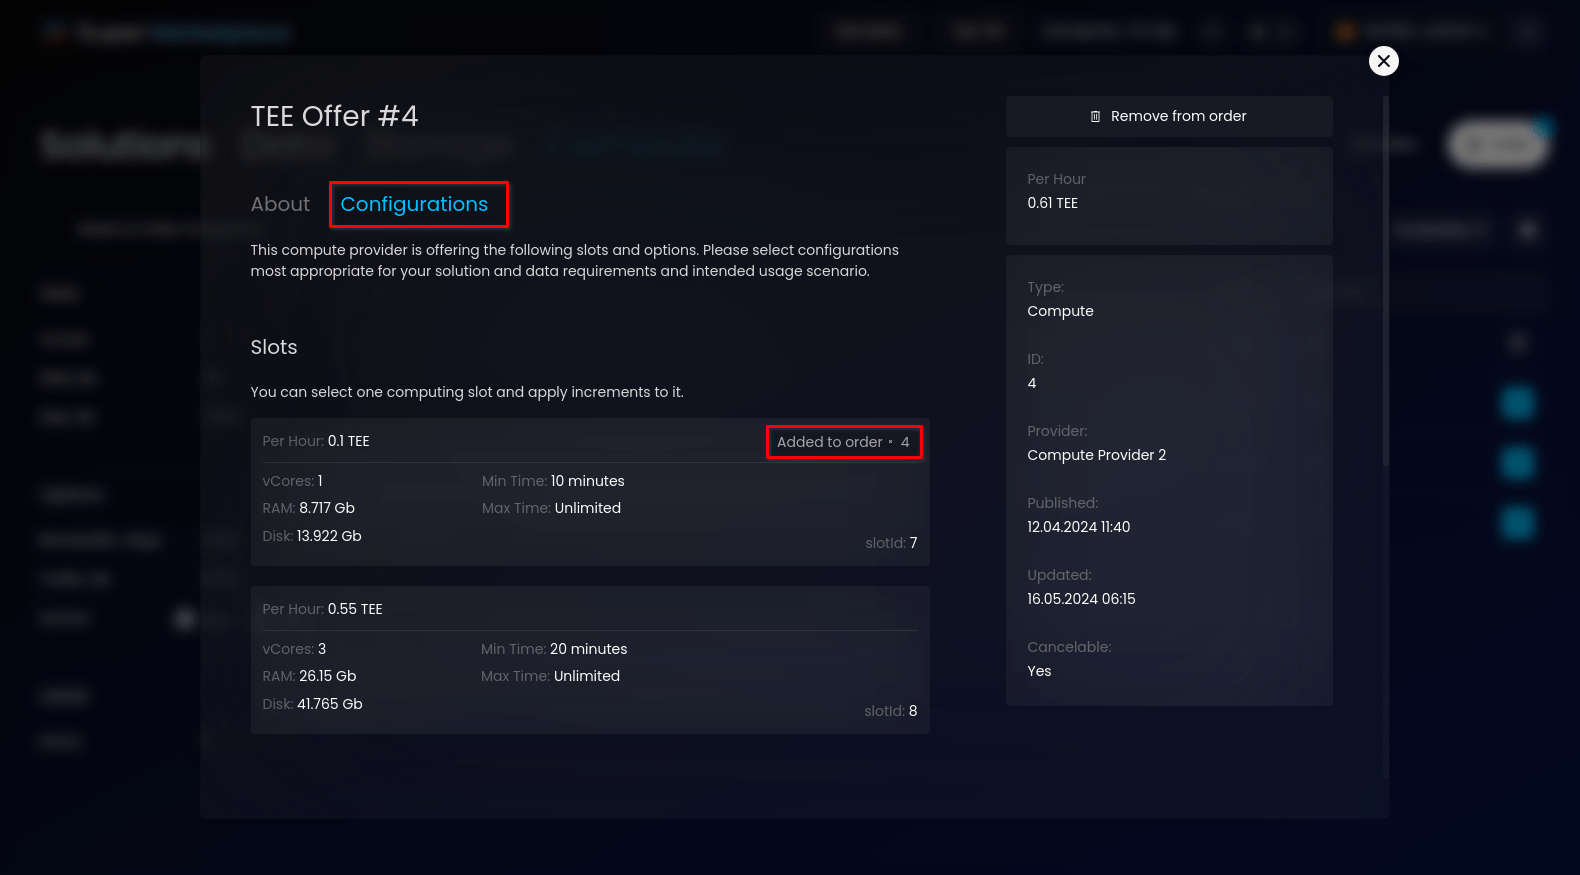 TEE Offer #4
Remove from order
Per Hour
0.61 TEE
About Configurations
This compute provider is offering the following slots and options. Please select configurations
most appropriate for your solution and data requirements and intended usage scenario.
Slots
You can select one computing slot and apply increments to it.
Per Hour: 0.1 TEE
Added to order • 4
vCores: 1
Min Time: 10 minutes
RAM: 8.717 Gb
Max Time: Unlimited
Disk: 13.922 Gb
slotId: 7
Per Hour: 0.55 TEE
vCores: 3
Min Time: 20 minutes
RAM: 26.15 Gb
Max Time: Unlimited
Disk: 41.765 Gb
slotId: 8
Type:
Compute
ID:
4
Provider:
Compute Provider 2
Published:
12.04.2024 11:40
Updated:
16.05.2024 06:15
Cancelable:
Yes
Solutions